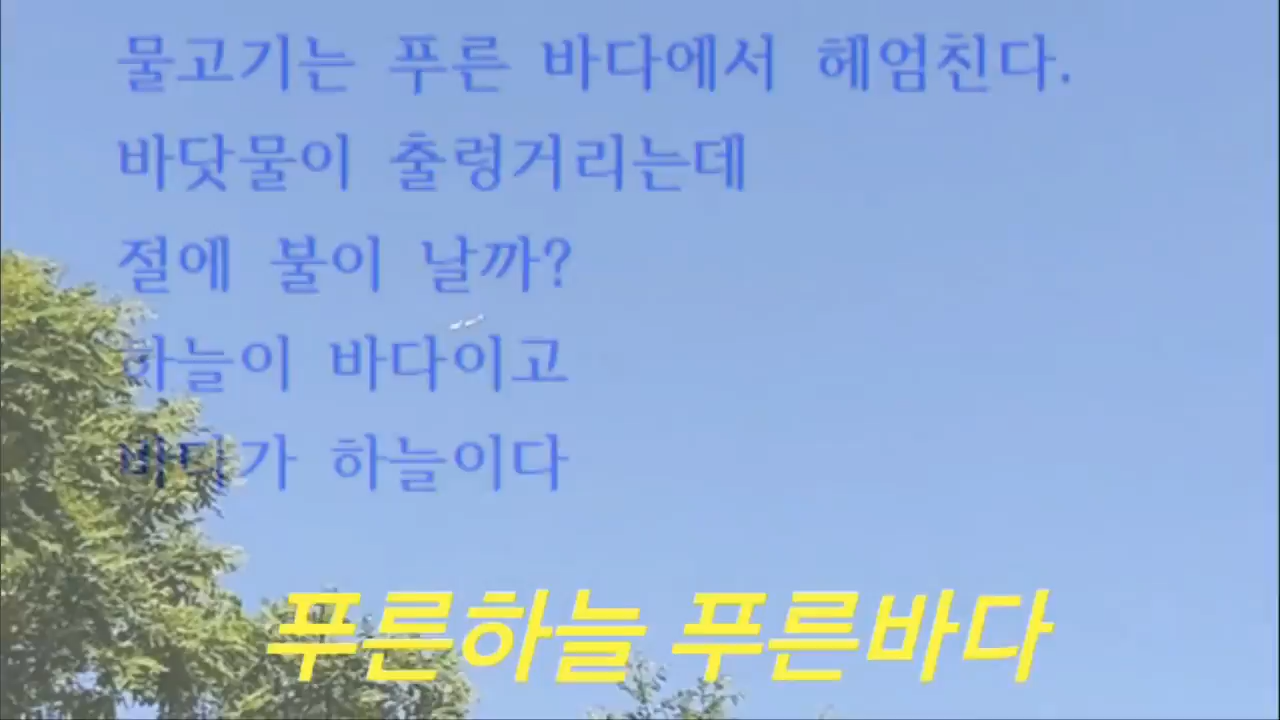 물고기는 푸른 바다에서 헤엄친다.
바닷물이 출렁거리는데
절에 불이 날까?
하늘이 바다이고
바다가 하늘이다
푸른하늘 푸른바다